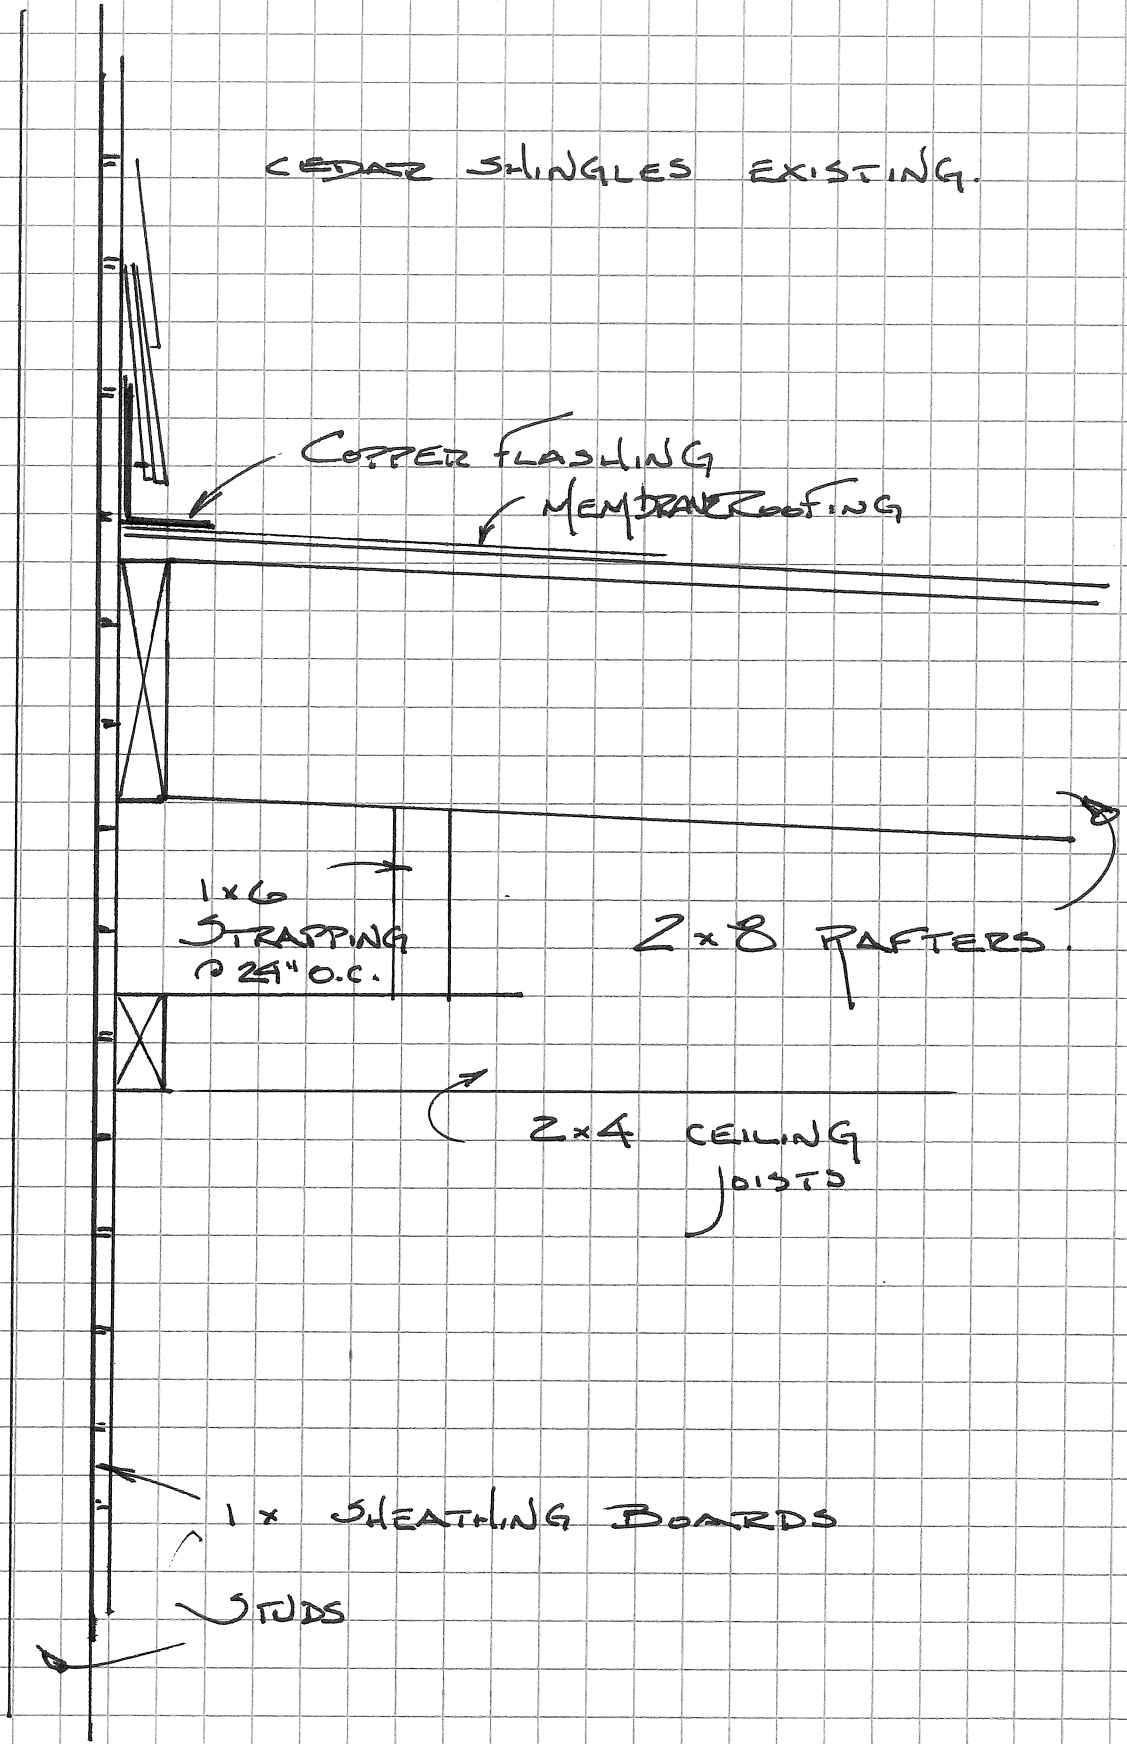 CEDAR SHINGLES EXISTING.
COPPER FLASHING
MEMBRANE ROOFING
1x6
STRAPPING
@ 24" O.C.
2x8 RAFTERS.
2x4 CEILING
JOISTS
1x SHEATHING BOARDS
STUDS